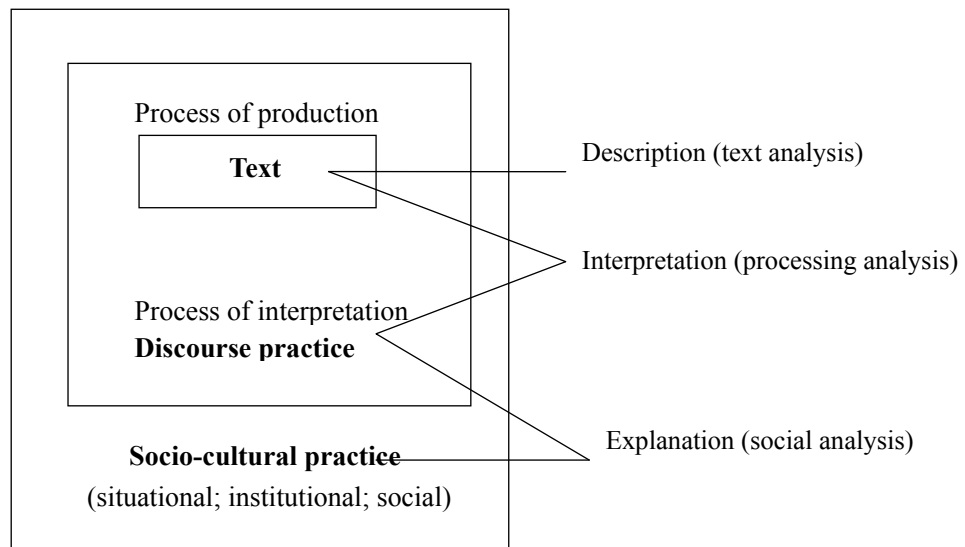 Process of production
Text
Description (text analysis)
Interpretation (processing analysis)
Process of interpretation
Discourse practice
Explanation (social analysis)
Socio-cultural practice
(situational; institutional; social)